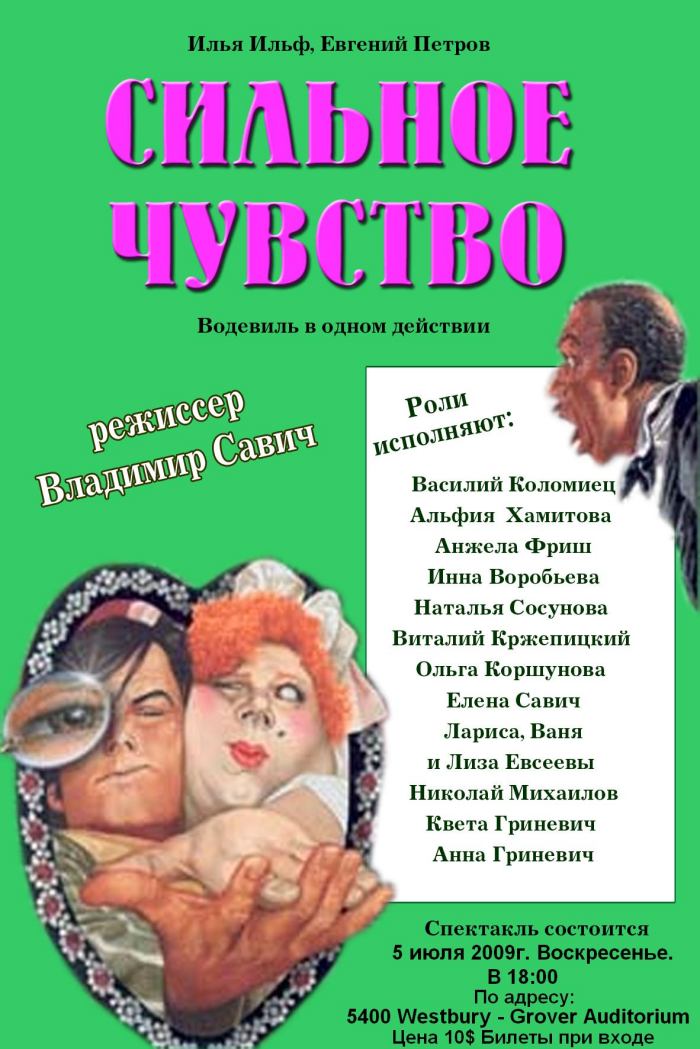 Илья Ильф, Евгений Петров
СИЛЬНОЕ
ЧУВСТВО
Водевиль в одном действии
режиссер
Владимир Савич
Роли
исполняют:
Василий Коломиец
Альфия Хамитова
Анжела Фриш
Инна Воробьева
Наталья Сосунова
Виталий Кржепицкий
Ольга Коршунова
Елена Савич
Лариса, Ваня
и Лиза Евсеевы
Николай Михаилов
Квета Гриневич
Анна Гриневич
Спектакль состоится
5 июля 2009г. Воскресенье.
В 18:00
По адресу:
5400 Westbury - Grover Auditorium
Цена 10$ Билеты при входе